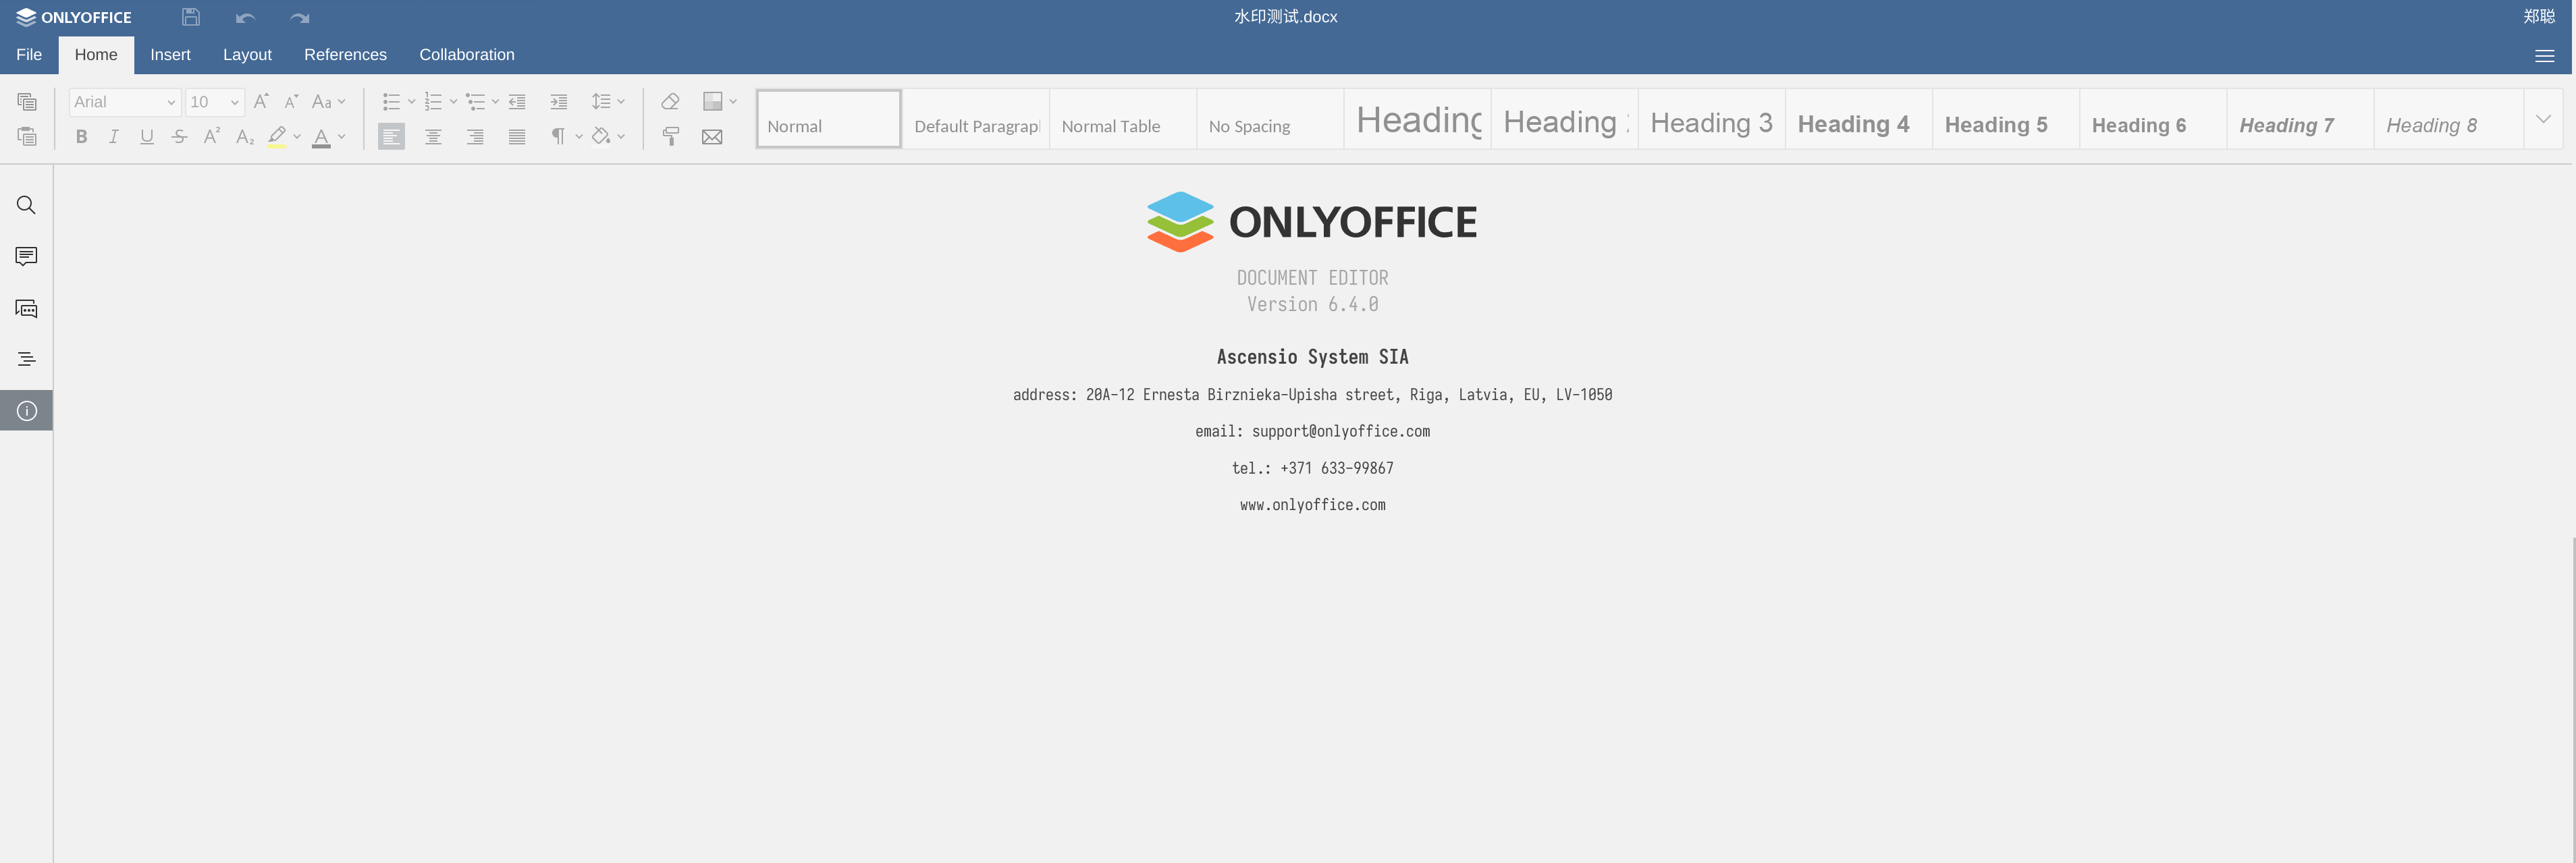 ONLYOFFICE
水印测试.docx
郑聪
File Home Insert Layout References Collaboration
Arial 10
Normal Default Paragrap Normal Table No Spacing Heading Heading Heading 3 Heading 4 Heading 5 Heading 6 Heading 7 Heading 8
ONLYOFFICE
DOCUMENT EDITOR
Version 6.4.0
Ascensio System SIA
address: 20A-12 Ernesta Birznieka-Upisha street, Riga, Latvia, EU, LV-1050
email: support@onlyoffice.com
tel.: +371 633-99867
www.onlyoffice.com